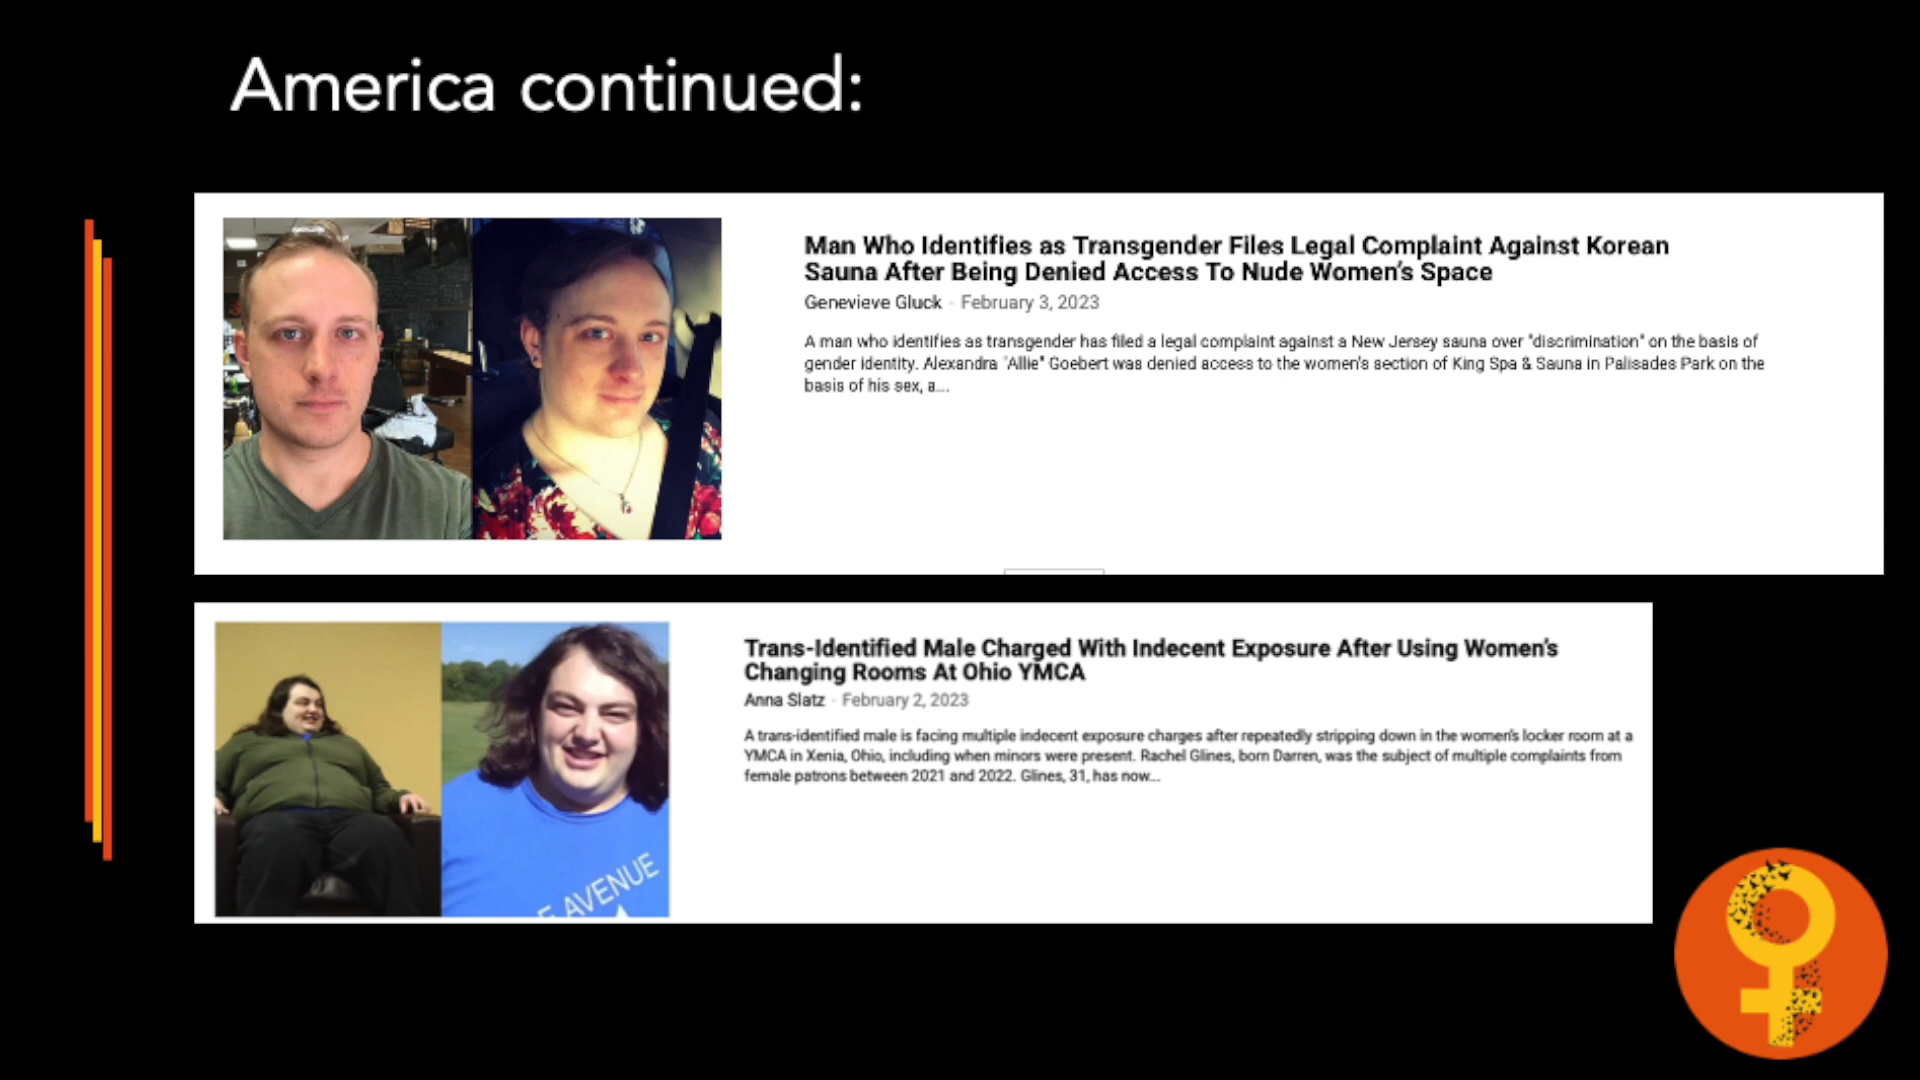 America continued:
Man Who Identifies as Transgender Files Legal Complaint Against Korean
Sauna After Being Denied Access To Nude Women's Space
Genevieve Gluck - February 3, 2023
A man who identifies as transgender has filed a legal complaint against a New Jersey sauna over "discrimination" on the basis of
gender identity. Alexandra "Allie" Goebert was denied access to the women's section of King Spa & Sauna in Palisades Park on the
basis of his sex, a...
Trans-Identified Male Charged With Indecent Exposure After Using Women's
Changing Rooms At Ohio YMCA
Anna Slatz - February 2, 2023
A trans-identified male is facing multiple indecent exposure charges after repeatedly stripping down in the women's locker room at a
YMCA in Xenia, Ohio, including when minors were present. Rachel Glines, born Darren, was the subject of multiple complaints from
female patrons between 2021 and 2022. Glines, 31, has now...
E AVENUE